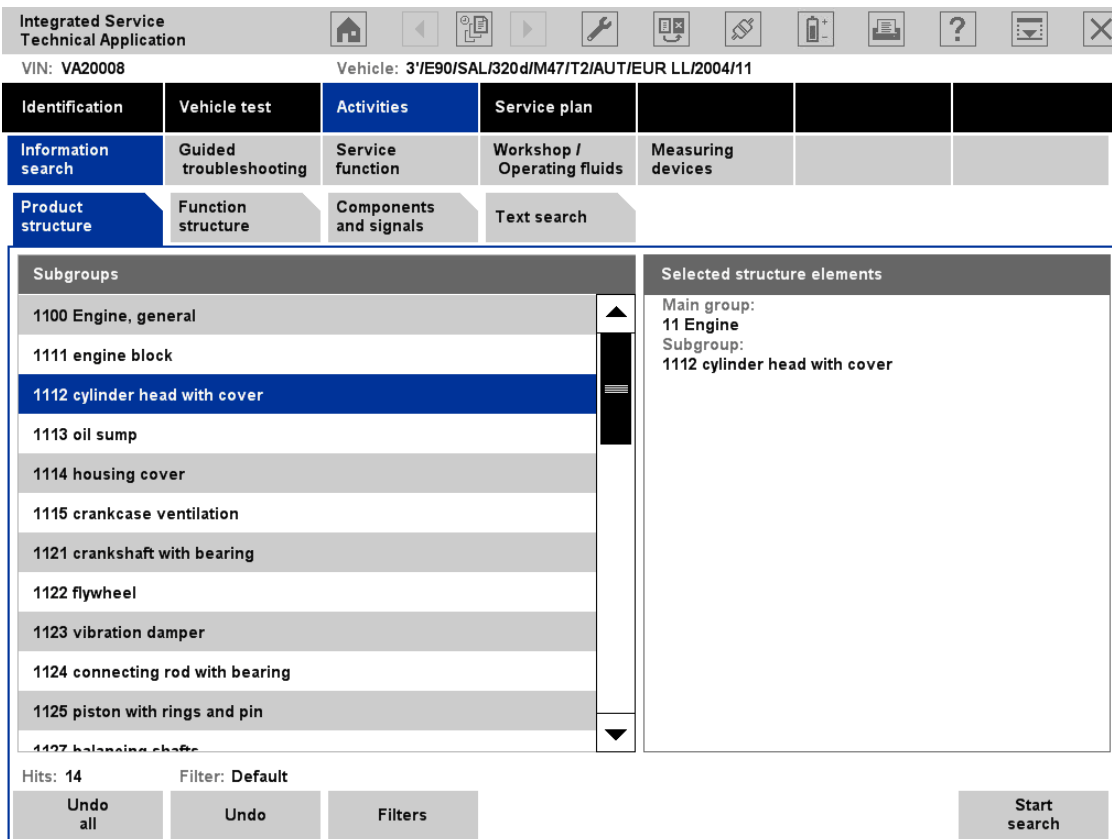 Integrated Service
Technical Application
VIN: VA20008 Vehicle: 3'/E90/SAL/320d/M47/T2/AUT/EUR LL/2004/11
Identification Vehicle test Activities Service plan
Information search Guided troubleshooting Service function Workshop / Operating fluids Measuring devices
Product structure Function structure Components and signals Text search
Subgroups
1100 Engine, general
1111 engine block
1112 cylinder head with cover
1113 oil sump
1114 housing cover
1115 crankcase ventilation
1121 crankshaft with bearing
1122 flywheel
1123 vibration damper
1124 connecting rod with bearing
1125 piston with rings and pin
1127 balancing shafts
Selected structure elements
Main group:
11 Engine
Subgroup:
1112 cylinder head with cover
Hits: 14 Filter: Default
Undo all Undo Filters Start search